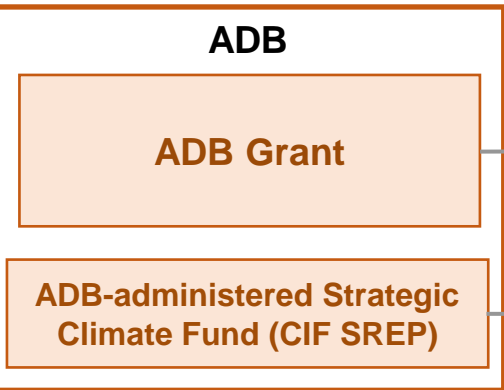 ADB
ADB Grant
ADB-administered Strategic
Climate Fund (CIF SREP)